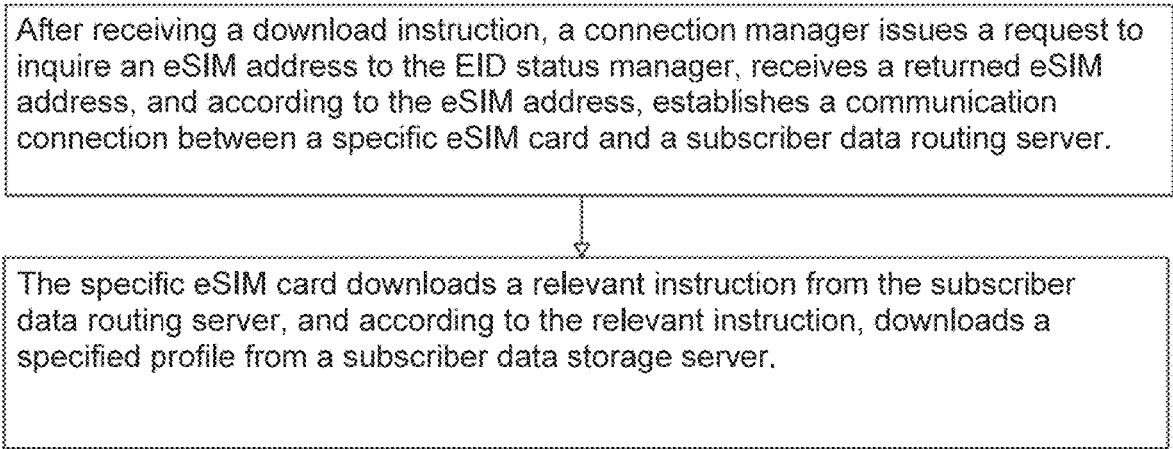 After receiving a download instruction, a connection manager issues a request to
inquire an eSIM address to the EID status manager, receives a returned eSIM
address, and according to the eSIM address, establishes a communication
connection between a specific eSIM card and a subscriber data routing server.
The specific eSIM card downloads a relevant instruction from the subscriber
data routing server, and according to the relevant instruction, downloads a
specified profile from a subscriber data storage server.